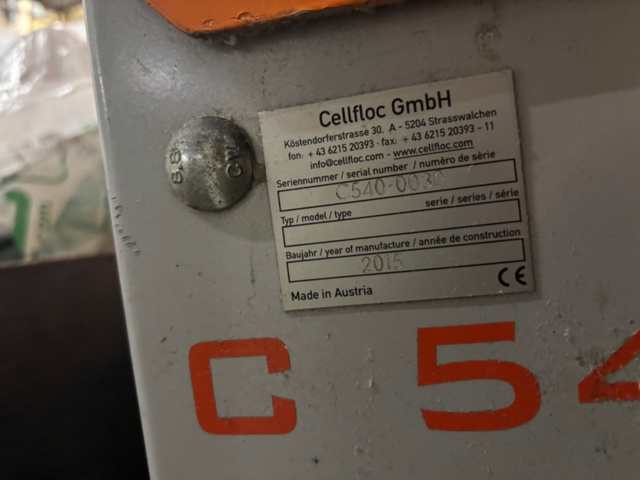 Cellfloc GmbH
Köstendorferstrasse 30. A - 5204 Strasswalchen
fon: + 43 6215 20393 · fax: + 43 6215 20393 - 11
info@cellfloc.com - www.cellfloc.com
Seriennummer / serial number / numéro de série
C540-0030
Typ / model / type serie / series / série
Baujahr / year of manufacture / année de construction
2015
Made in Austria CE
8.8
C 54